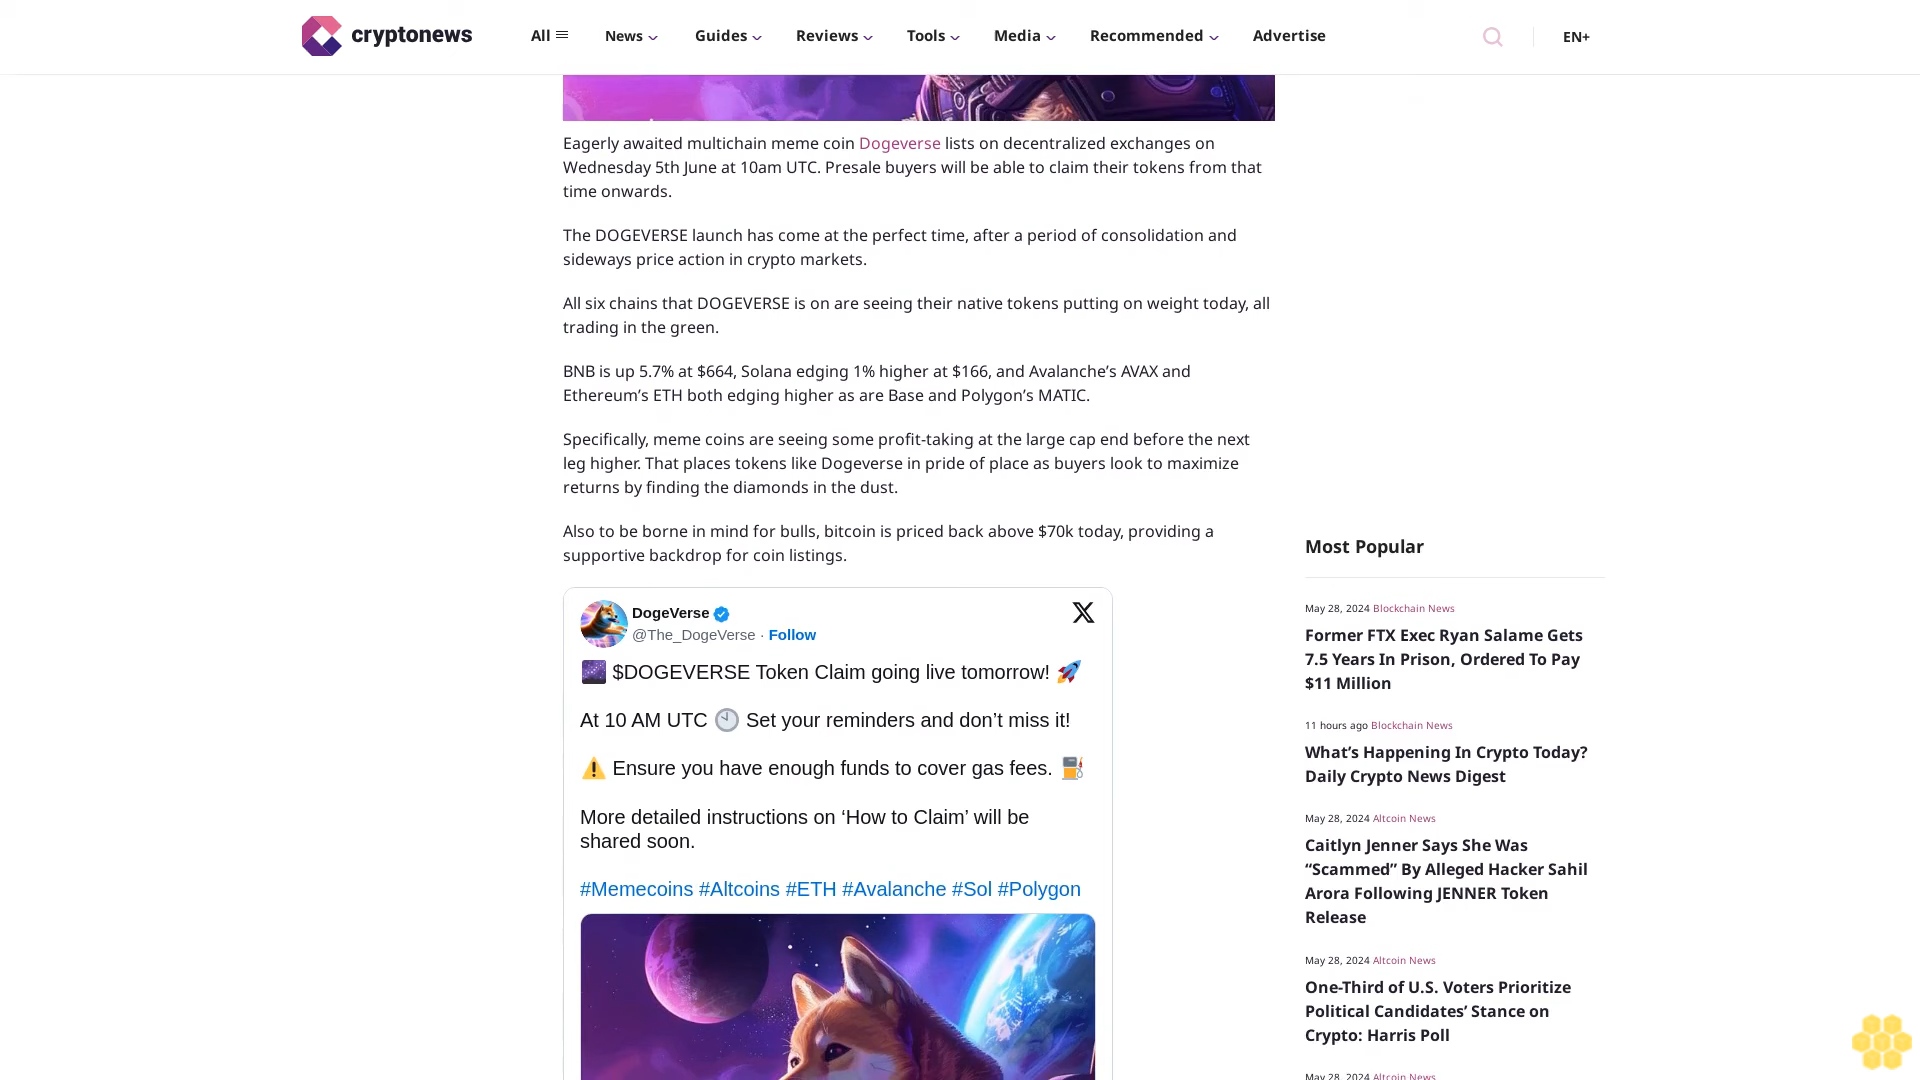 cryptonews
All
News
Guides
Reviews
Tools
Media
Recommended
Advertise
EN+
Eagerly awaited multichain meme coin Dogeverse lists on decentralized exchanges on
Wednesday 5th June at 10am UTC. Presale buyers will be able to claim their tokens from that
time onwards.
The DOGEVERSE launch has come at the perfect time, after a period of consolidation and
sideways price action in crypto markets.
All six chains that DOGEVERSE is on are seeing their native tokens putting on weight today, all
trading in the green.
BNB is up 5.7% at $664, Solana edging 1% higher at $166, and Avalanche’s AVAX and
Ethereum’s ETH both edging higher as are Base and Polygon’s MATIC.
Specifically, meme coins are seeing some profit-taking at the large cap end before the next
leg higher. That places tokens like Dogeverse in pride of place as buyers look to maximize
returns by finding the diamonds in the dust.
Also to be borne in mind for bulls, bitcoin is priced back above $70k today, providing a
supportive backdrop for coin listings.
DogeVerse
@The_DogeVerse · Follow
$DOGEVERSE Token Claim going live tomorrow!
At 10 AM UTC Set your reminders and don’t miss it!
Ensure you have enough funds to cover gas fees.
More detailed instructions on ‘How to Claim’ will be
shared soon.
#Memecoins #Altcoins #ETH #Avalanche #Sol #Polygon
Most Popular
May 28, 2024 Blockchain News
Former FTX Exec Ryan Salame Gets
7.5 Years In Prison, Ordered To Pay
$11 Million
11 hours ago Blockchain News
What’s Happening In Crypto Today?
Daily Crypto News Digest
May 28, 2024 Altcoin News
Caitlyn Jenner Says She Was
“Scammed” By Alleged Hacker Sahil
Arora Following JENNER Token
Release
May 28, 2024 Altcoin News
One-Third of U.S. Voters Prioritize
Political Candidates’ Stance on
Crypto: Harris Poll
May 28, 2024 Altcoin News